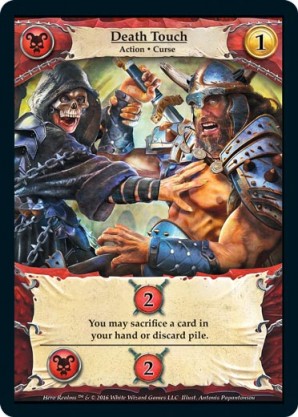 Death Touch
Action • Curse
1
2
You may sacrifice a card in
your hand or discard pile.
2
Hero Realms™ & © 2016 White Wizard Games LLC Illust. Antonis Papantoniou